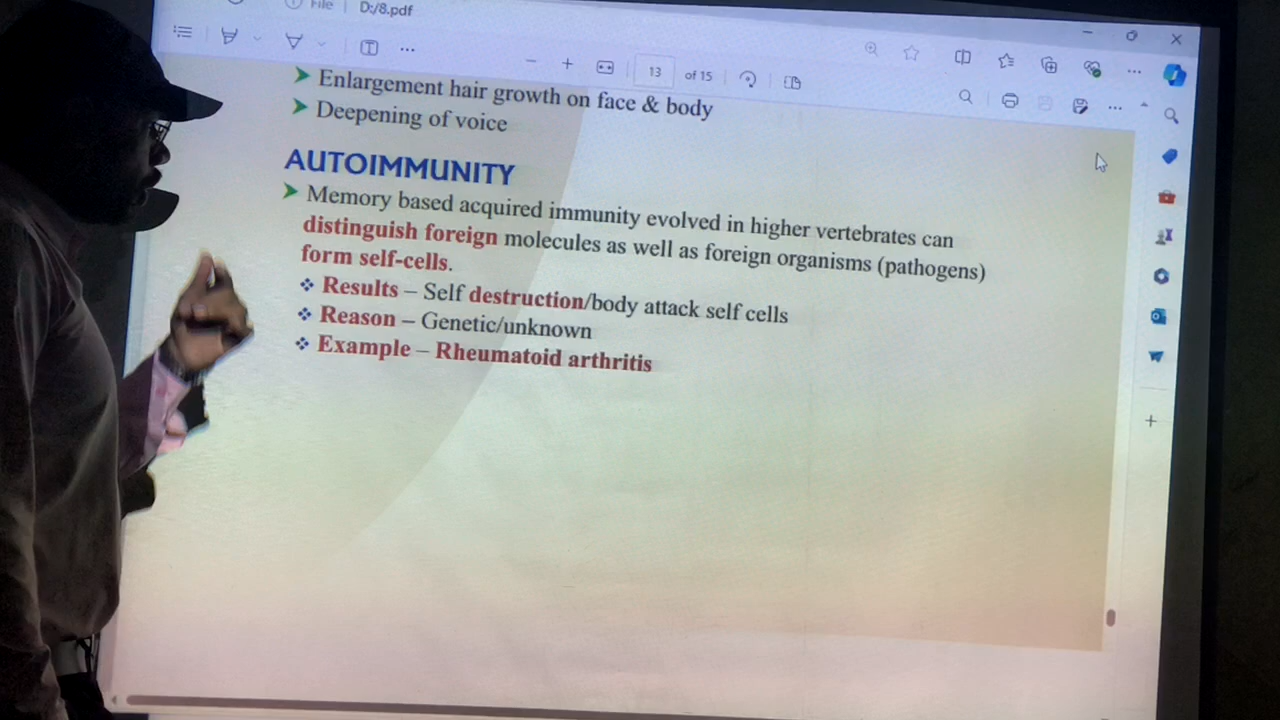 File | D:/8.pdf
13 of 15
➤ Enlargement hair growth on face & body
➤ Deepening of voice
AUTOIMMUNITY
➤ Memory based acquired immunity evolved in higher vertebrates can
distinguish foreign molecules as well as foreign organisms (pathogens)
form self-cells.
❖ Results – Self destruction/body attack self cells
❖ Reason – Genetic/unknown
❖ Example – Rheumatoid arthritis